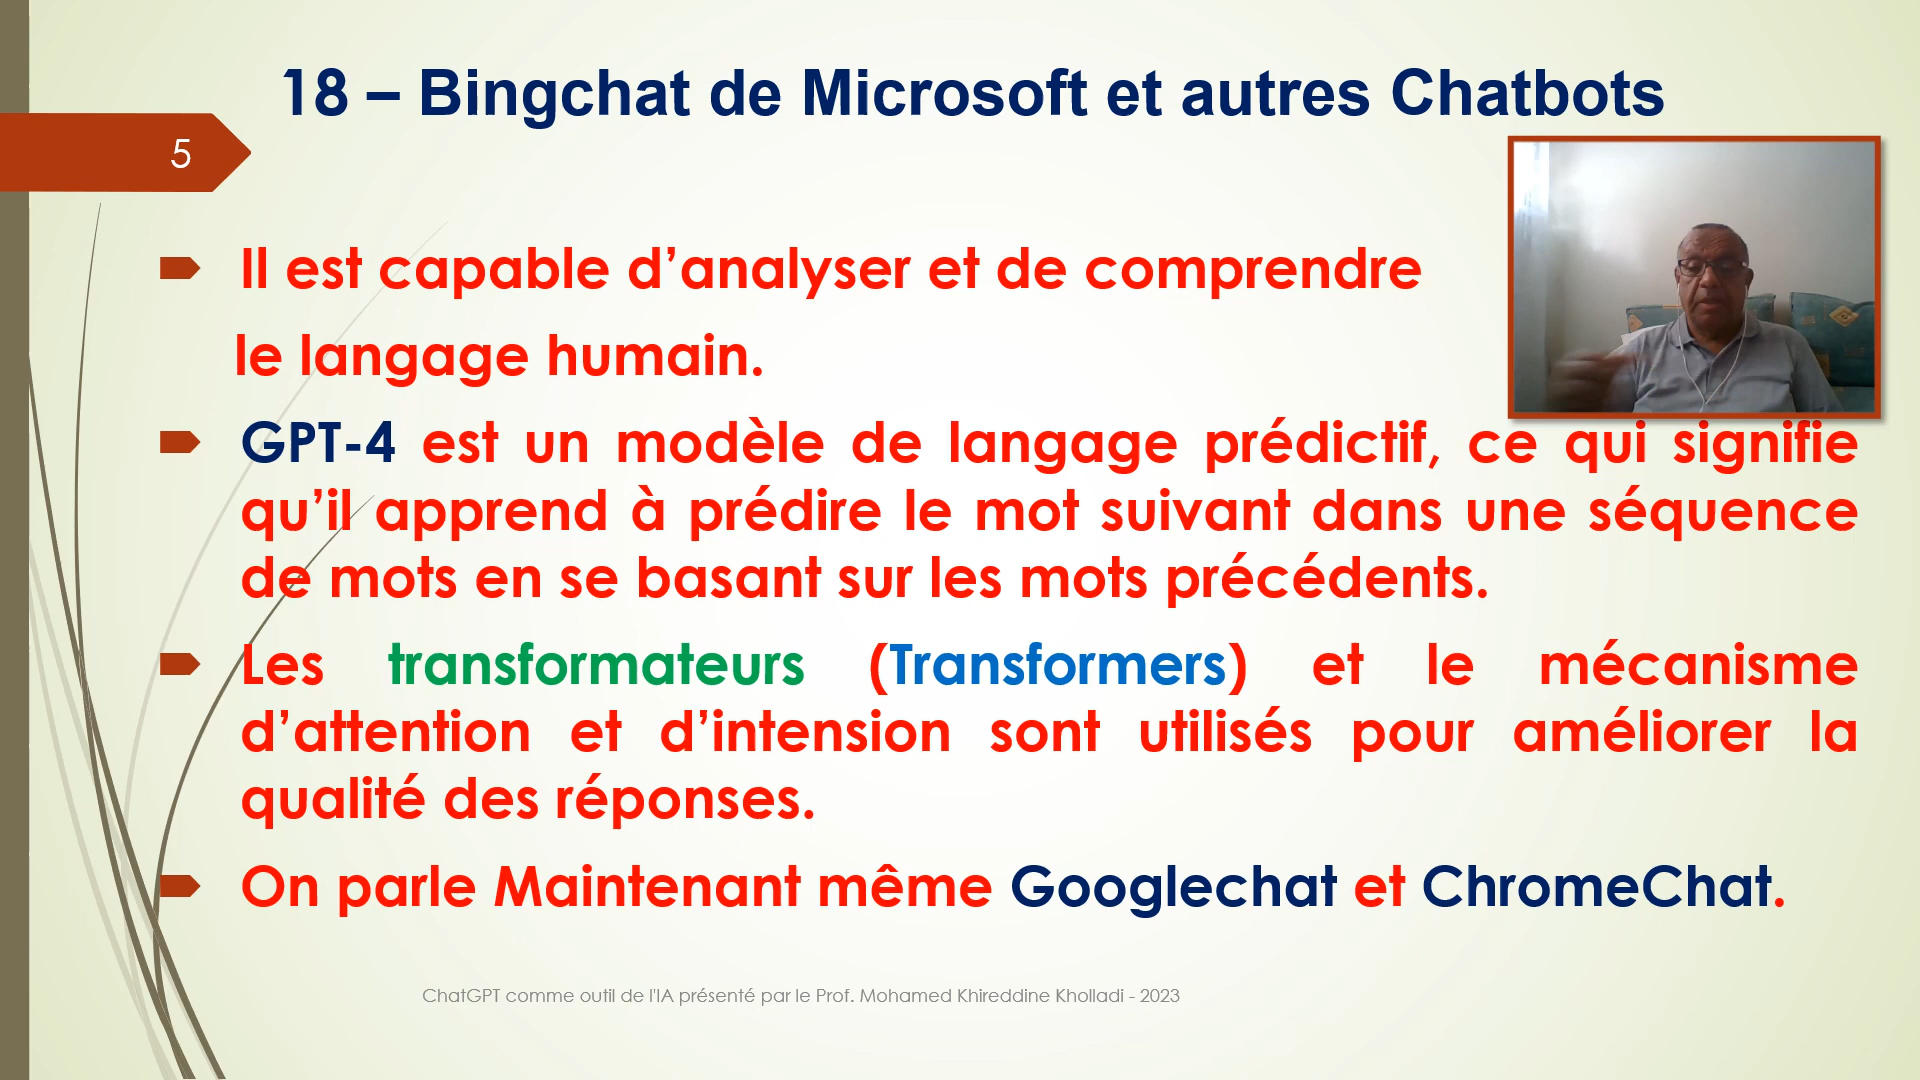 18 – Bingchat de Microsoft et autres Chatbots
5
Il est capable d’analyser et de comprendre
le langage humain.
GPT-4 est un modèle de langage prédictif, ce qui signifie
qu’il apprend à prédire le mot suivant dans une séquence
de mots en se basant sur les mots précédents.
Les transformateurs (Transformers) et le mécanisme
d’attention et d’intension sont utilisés pour améliorer la
qualité des réponses.
On parle Maintenant même Googlechat et ChromeChat.
ChatGPT comme outil de l'IA présenté par le Prof. Mohamed Khireddine Kholladi - 2023